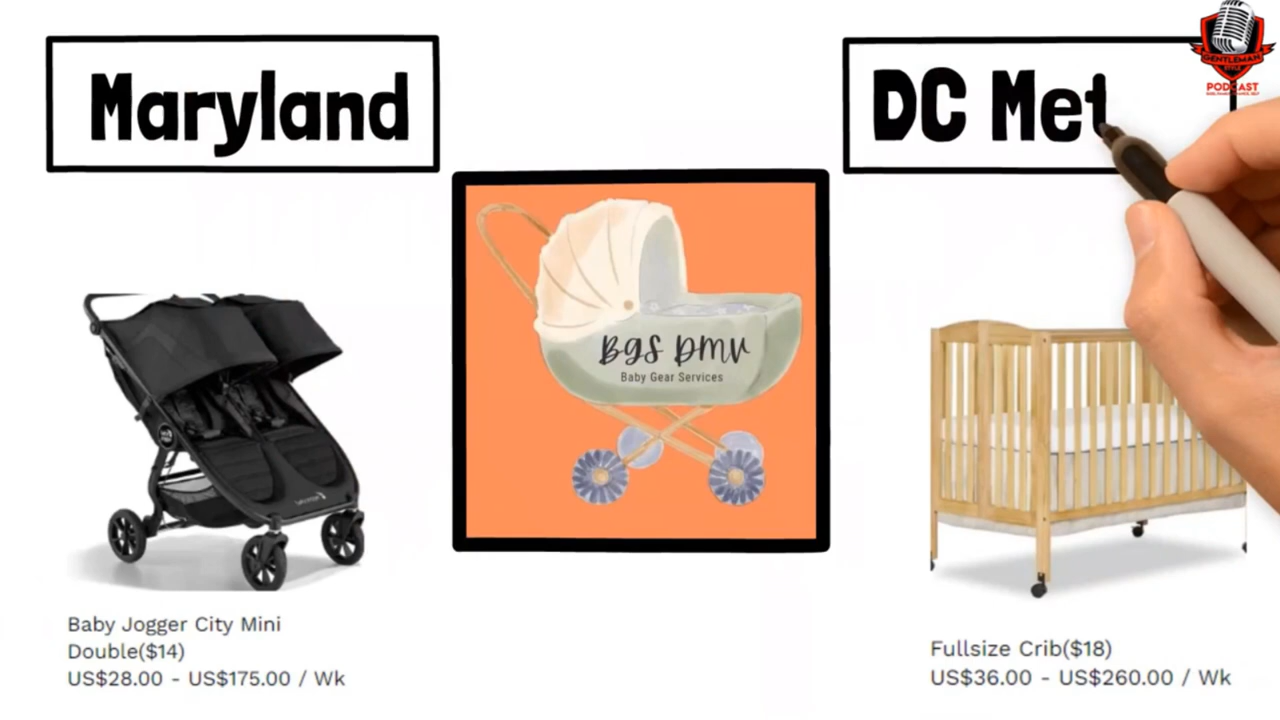 Maryland
DC Met
GENTLEMAN
STYLE
PODCAST
Bgs DMV
Baby Gear Services
Baby Jogger City Mini
Double($14)
US$28.00 - US$175.00 / Wk
Fullsize Crib($18)
US$36.00 - US$260.00 / Wk